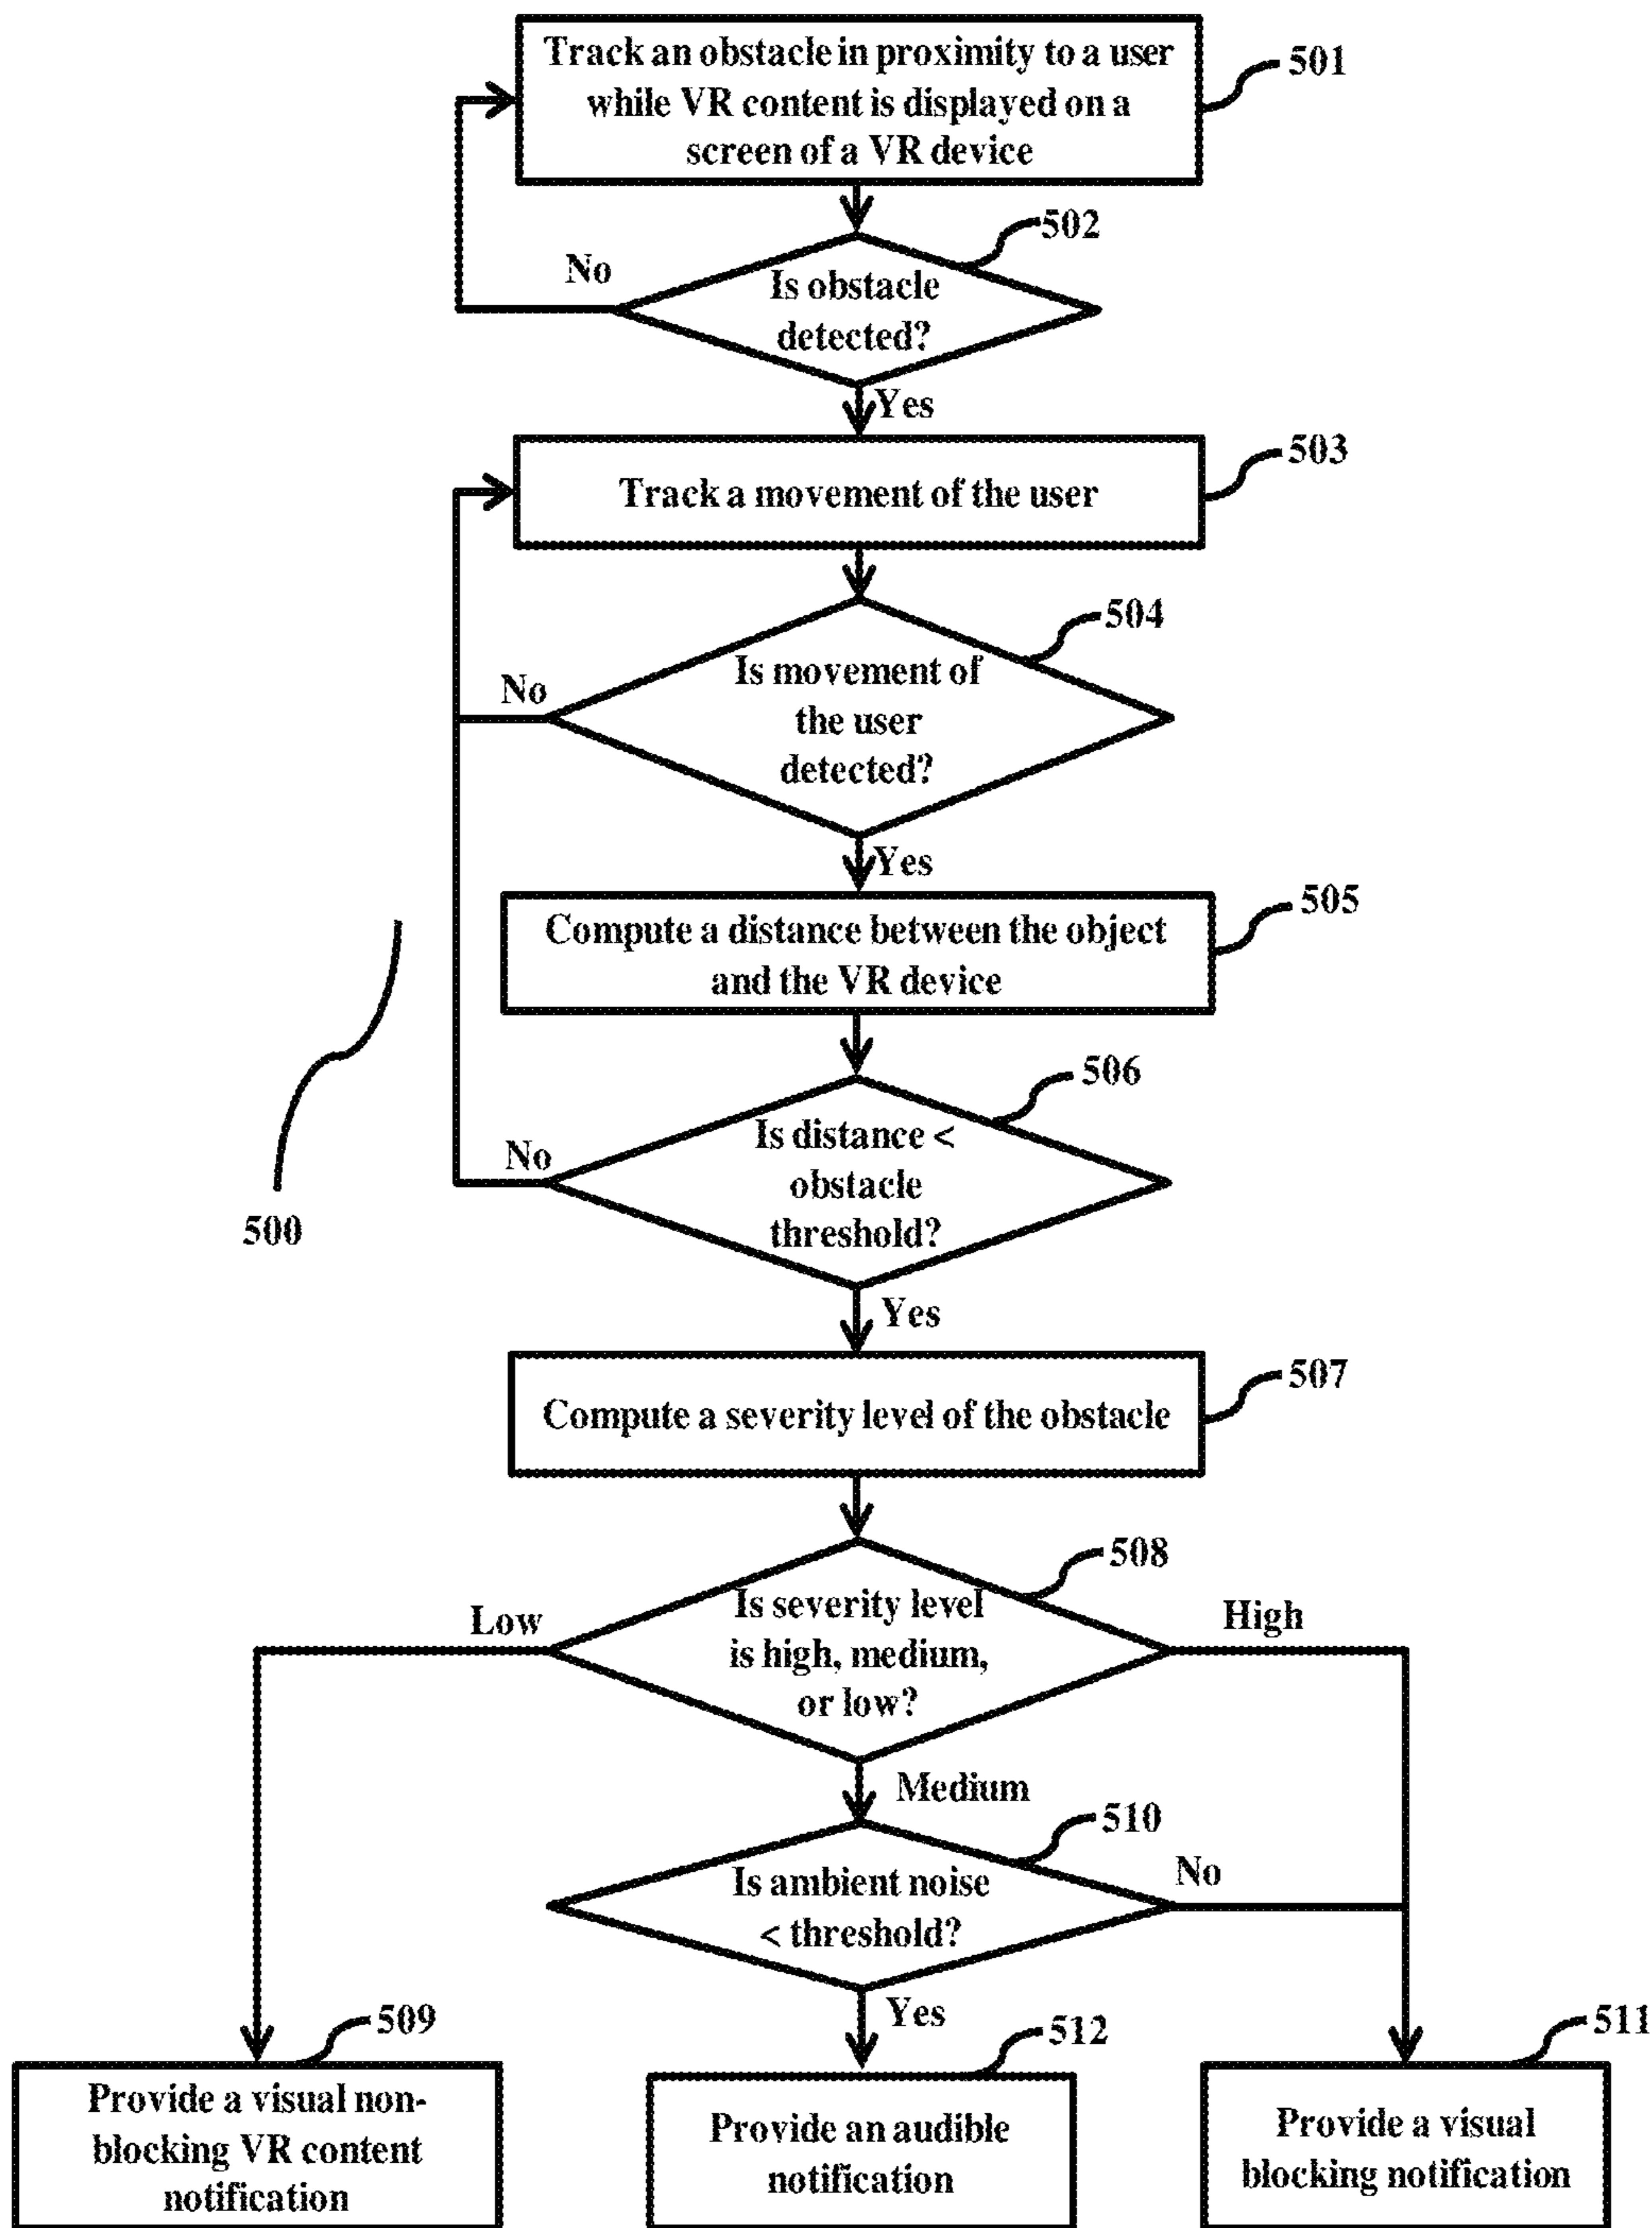 Track an obstacle in proximity to a user
while VR content is displayed on a
screen of a VR device
501
502
No
Is obstacle
detected?
Yes
503
Track a movement of the user
504
No
Is movement of
the user
detected?
Yes
505
Compute a distance between the object
and the VR device
506
No
Is distance <
obstacle
threshold?
500
Yes
507
Compute a severity level of the obstacle
508
Low
Is severity level
is high, medium,
or low?
High
Medium
510
Is ambient noise
< threshold?
No
Yes
509
512
511
Provide a visual non-
blocking VR content
notification
Provide an audible
notification
Provide a visual
blocking notification